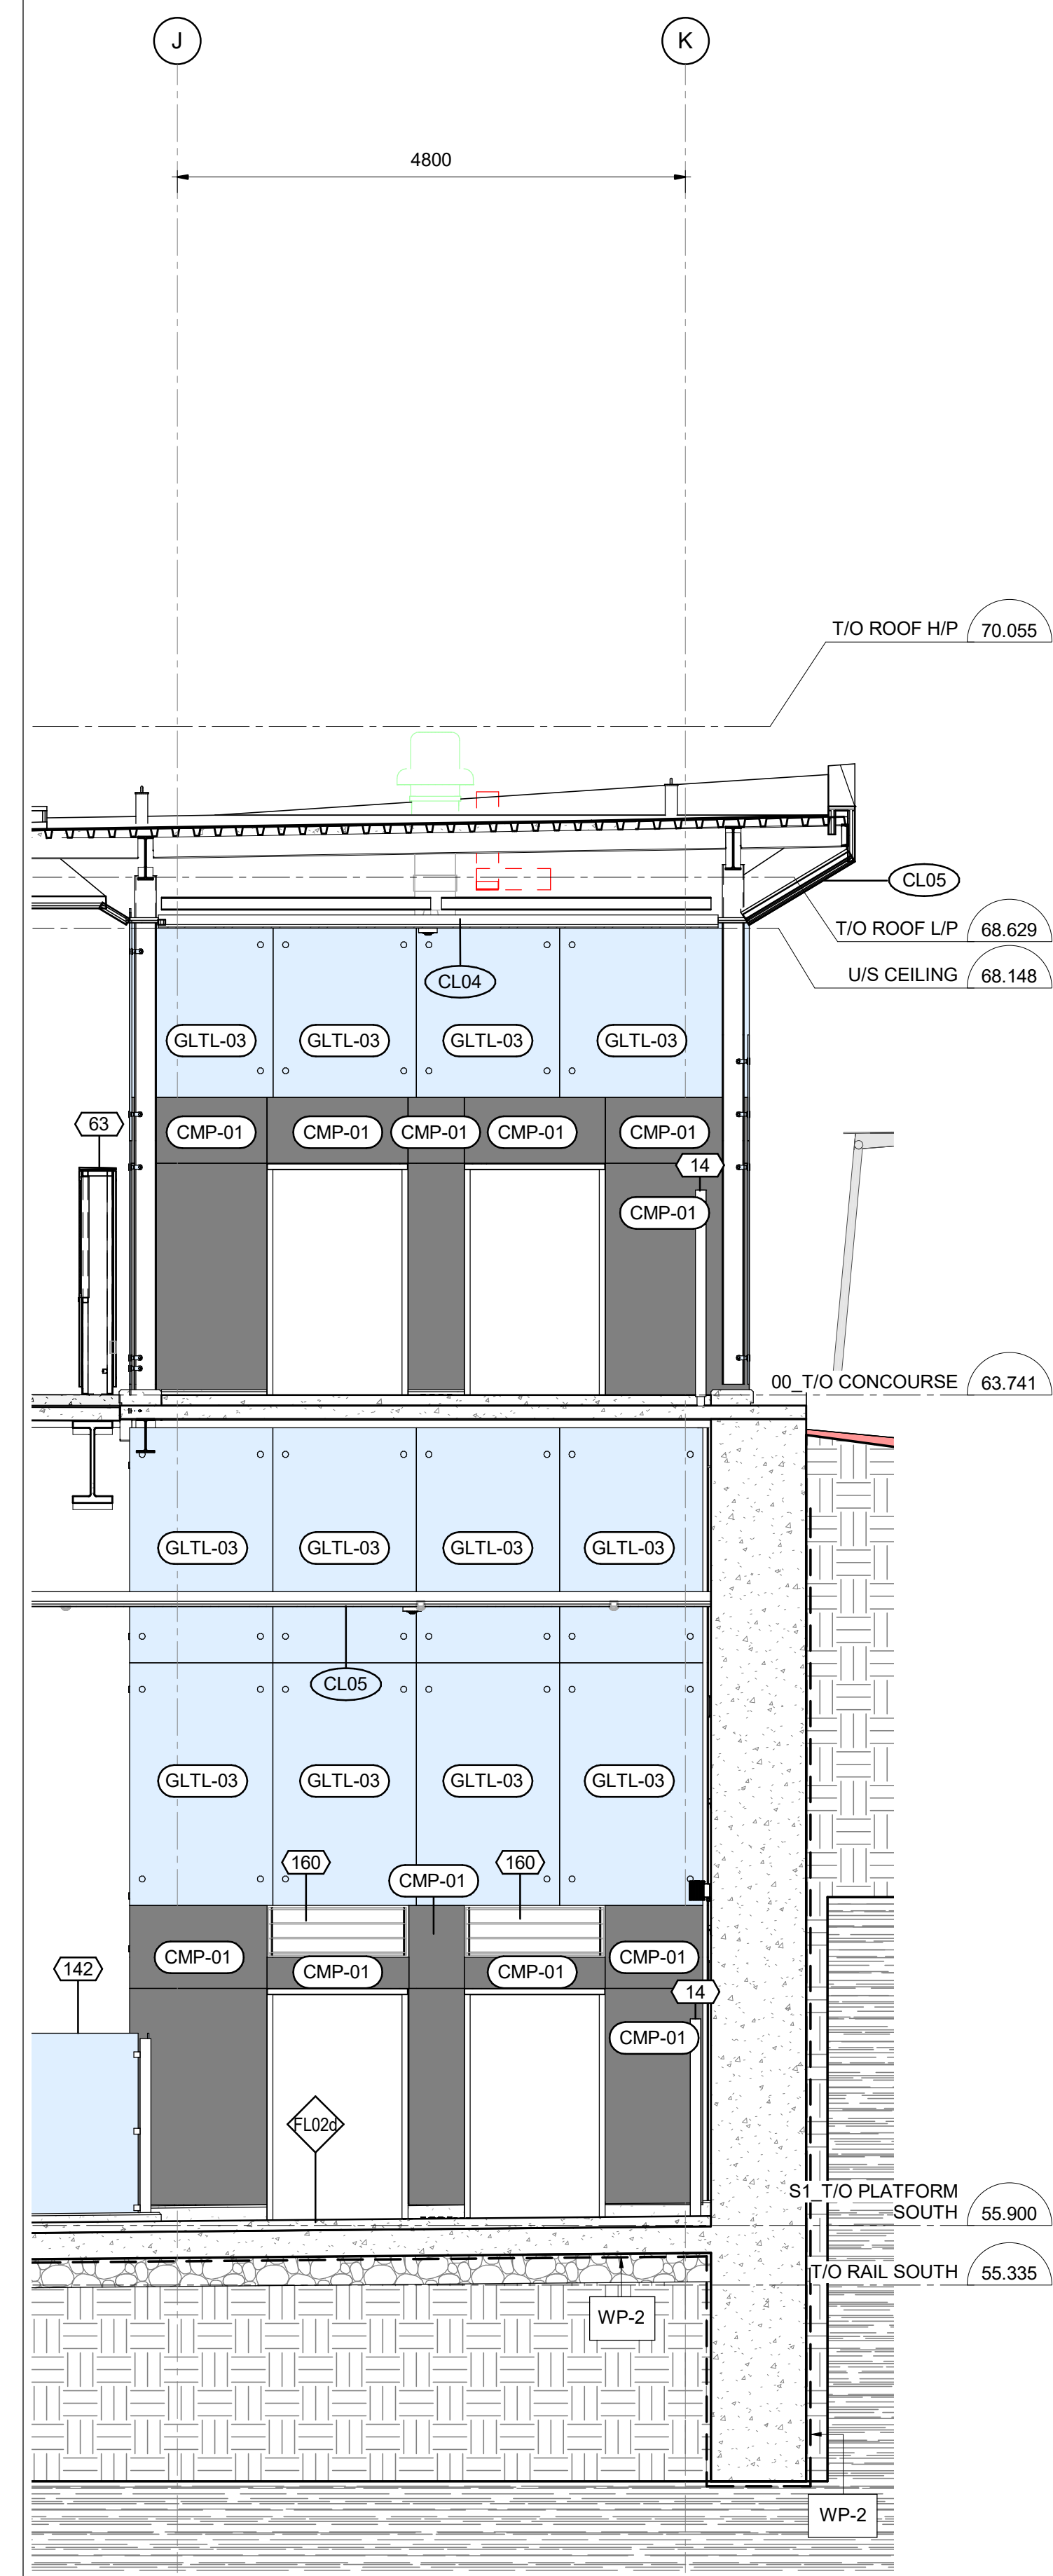 J
K
4800
T/O ROOF H/P 70.055
CL05
T/O ROOF L/P 68.629
U/S CEILING 68.148
CL04
GLTL-03 GLTL-03 GLTL-03 GLTL-03
63
CMP-01 CMP-01 CMP-01 CMP-01 CMP-01
14
CMP-01
00_T/O CONCOURSE 63.741
GLTL-03 GLTL-03 GLTL-03 GLTL-03
CL05
GLTL-03 GLTL-03 GLTL-03 GLTL-03
160
160
CMP-01
CMP-01 CMP-01 CMP-01 CMP-01
142
14
CMP-01
FL02d
S1_T/O PLATFORM
SOUTH 55.900
T/O RAIL SOUTH 55.335
WP-2
WP-2